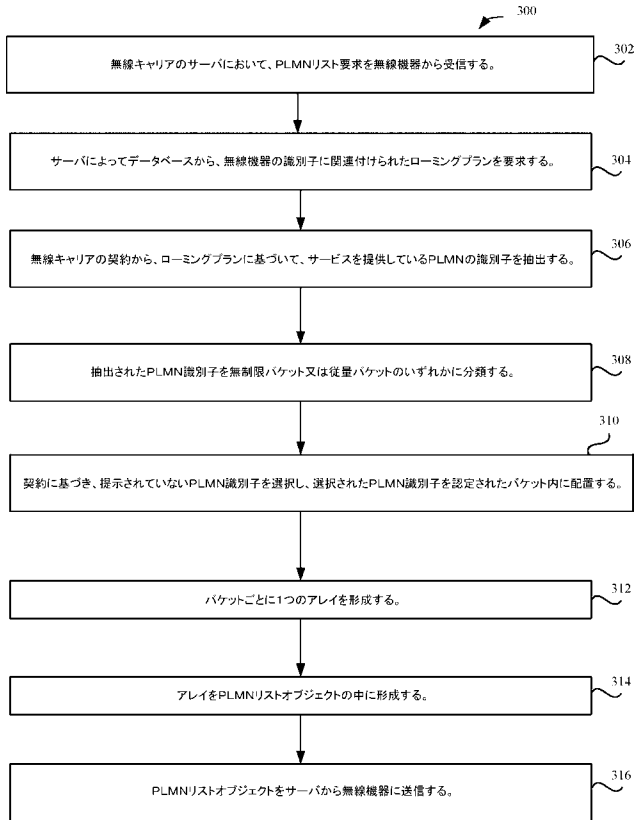 300
無線キャリアのサーバにおいて、PLMNリスト要求を無線機器から受信する。
302
サーバによってデータベースから、無線機器の識別子に関連付けられたローミングプランを要求する。
304
無線キャリアの契約から、ローミングプランに基づいて、サービスを提供しているPLMNの識別子を抽出する。
306
抽出されたPLMN識別子を無制限バケット又は従量バケットのいずれかに分類する。
308
310
契約に基づき、提示されていないPLMN識別子を選択し、選択されたPLMN識別子を認定されたバケット内に配置する。
バケットごとに1つのアレイを形成する。
312
アレイをPLMNリストオブジェクトの中に形成する。
314
PLMNリストオブジェクトをサーバから無線機器に送信する。
316